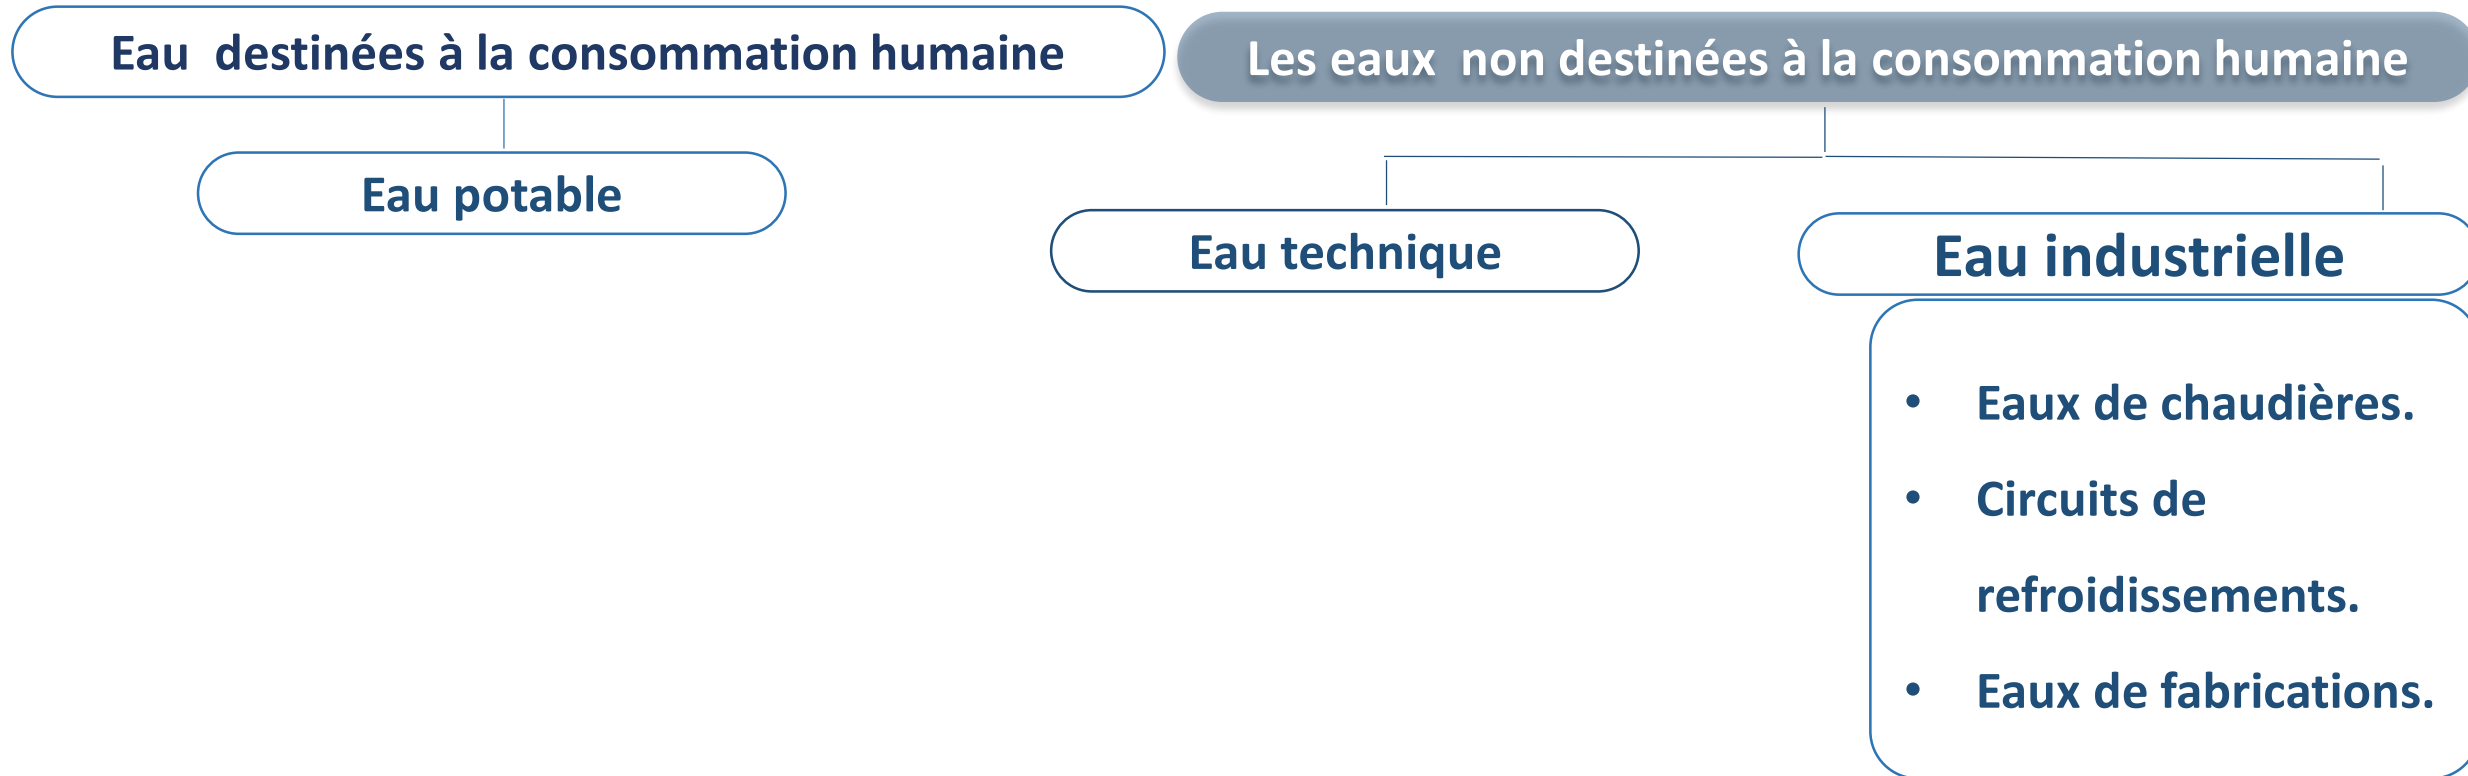 Eau destinées à la consommation humaine
Les eaux non destinées à la consommation humaine
Eau potable
Eau technique
Eau industrielle
• Eaux de chaudières.
• Circuits de
refroidissements.
• Eaux de fabrications.